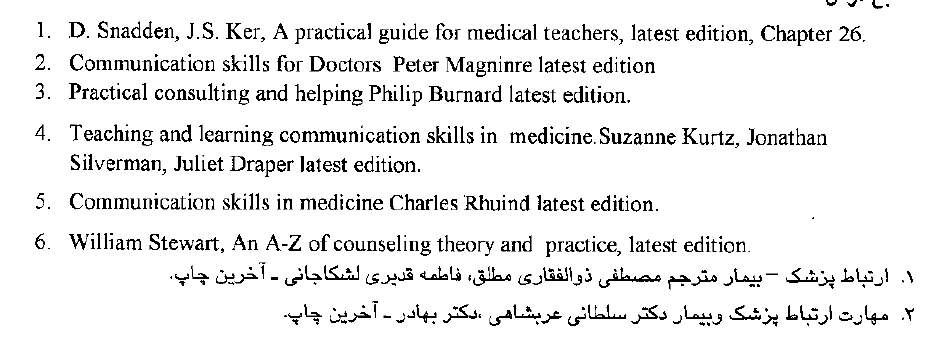 1. D. Snadden, J.S. Ker, A practical guide for medical teachers, latest edition, Chapter 26.
2. Communication skills for Doctors Peter Magninre latest edition
3. Practical consulting and helping Philip Burnard latest edition.
4. Teaching and learning communication skills in medicine. Suzanne Kurtz, Jonathan
Silverman, Juliet Draper latest edition.
5. Communication skills in medicine Charles Rhuind latest edition.
6. William Stewart, An A-Z of counseling theory and practice, latest edition.
۱. ارتباط پزشک – بیمار مترجم مصطفی ذوالفقاری مطلق، فاطمه قدیری لشکاجانی – آخرین چاپ.
۲. مهارت ارتباط پزشک وبیمار دکتر سلطانی عربشاهی ،دکتر بهادر – آخرین چاپ.